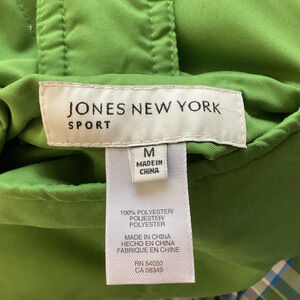 JONES NEW YORK
SPORT
M
MADE IN
CHINA
100% POLYESTER/
POLIESTER/
POLYESTER
MADE IN CHINA
HECHO EN CHINA
FABRIQUE EN CHINE
RN 54050
CA 08349